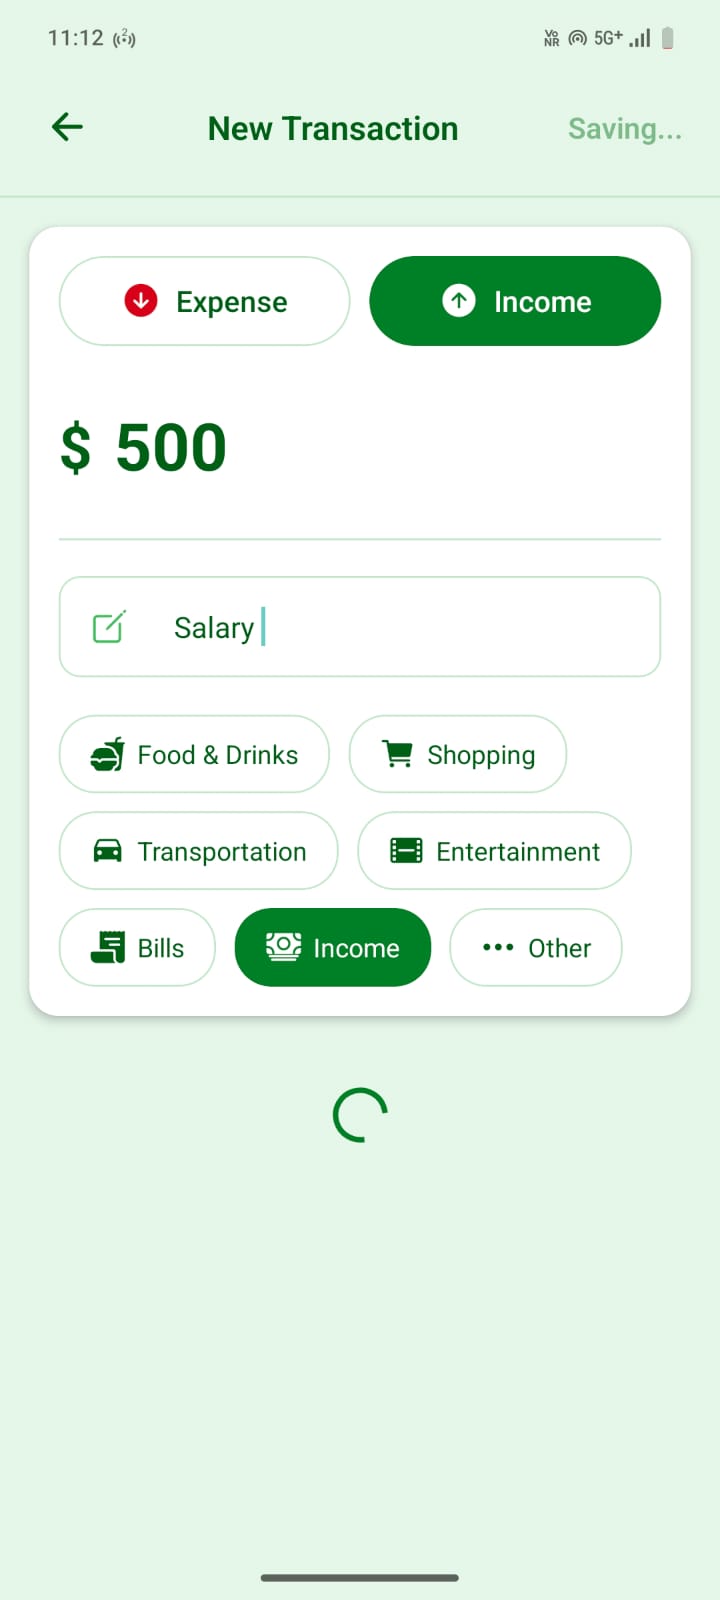 11:12 2 Vo NR 5G+
New Transaction Saving...
Expense Income
$ 500
Salary
Food & Drinks Shopping
Transportation Entertainment
Bills Income Other